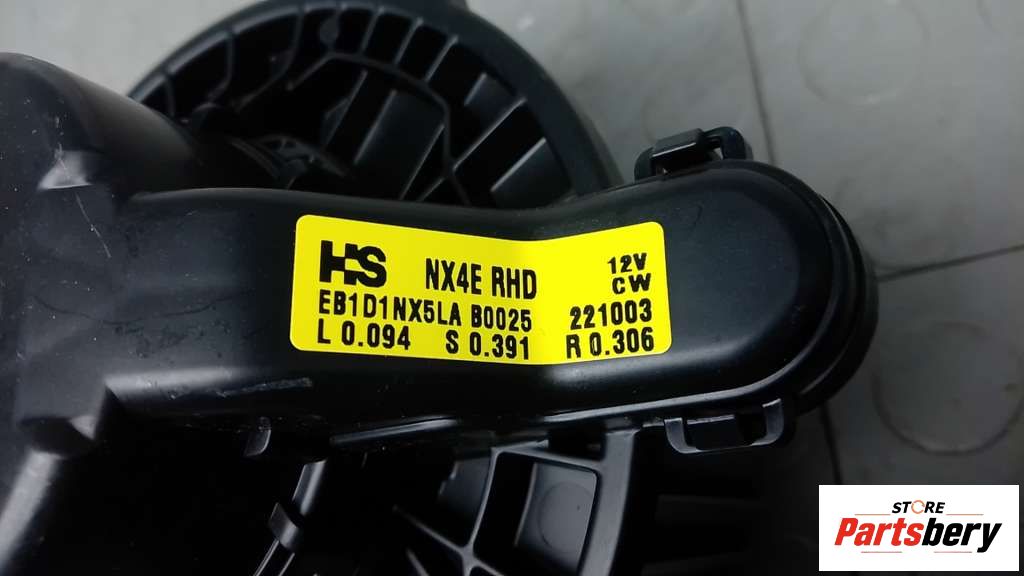 HS NX4E RHD 12V
CW
EB1D1NX5LA B0025 221003
L 0.094 S 0.391 R 0.306
STORE
Partsbery